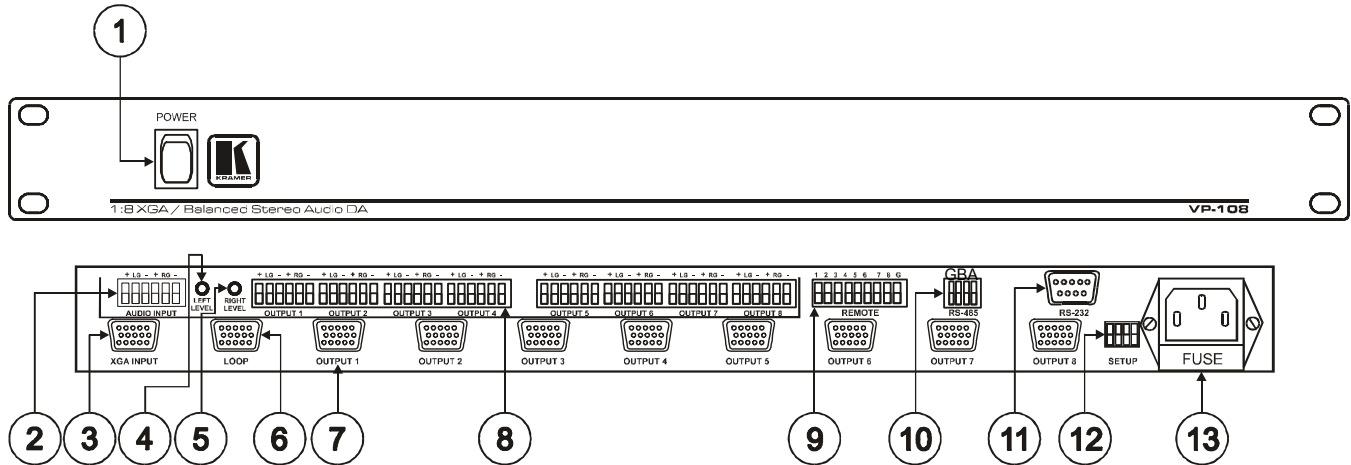 1
POWER
K
KRAMER
1:8 XGA / Balanced Stereo Audio DA
VP-108
+ LG - + RG -
+ LG - + RG - + LG - + RG - + LG - + RG - + LG - + RG -
+ LG - + RG - + LG - + RG - + LG - + RG - + LG - + RG -
1 2 3 4 5 6 7 8 G
GBA
LEFT LEVEL
RIGHT LEVEL
AUDIO INPUT
OUTPUT 1 OUTPUT 2 OUTPUT 3 OUTPUT 4
OUTPUT 5 OUTPUT 6 OUTPUT 7 OUTPUT 8
REMOTE
RS-485
RS-232
XGA INPUT
LOOP
OUTPUT 1
OUTPUT 2
OUTPUT 3
OUTPUT 4
OUTPUT 5
OUTPUT 6
OUTPUT 7
OUTPUT 8
SETUP
FUSE
2 3 4 5 6 7 8 9 10 11 12 13